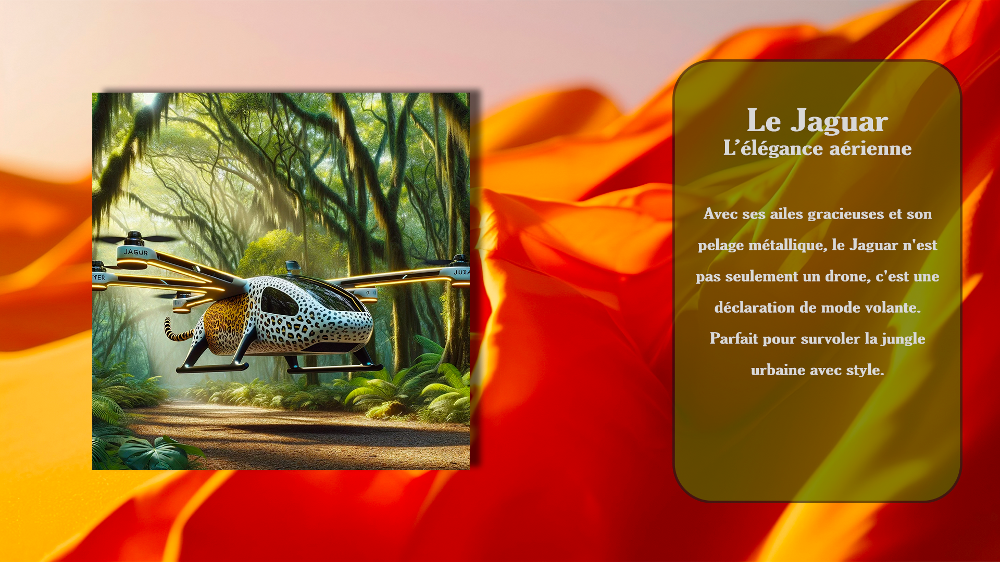 JAGUR
YER
JUZA
Le Jaguar
L’élégance aérienne
Avec ses ailes gracieuses et son
pelage métallique, le Jaguar n'est
pas seulement un drone, c'est une
déclaration de mode volante.
Parfait pour survoler la jungle
urbaine avec style.